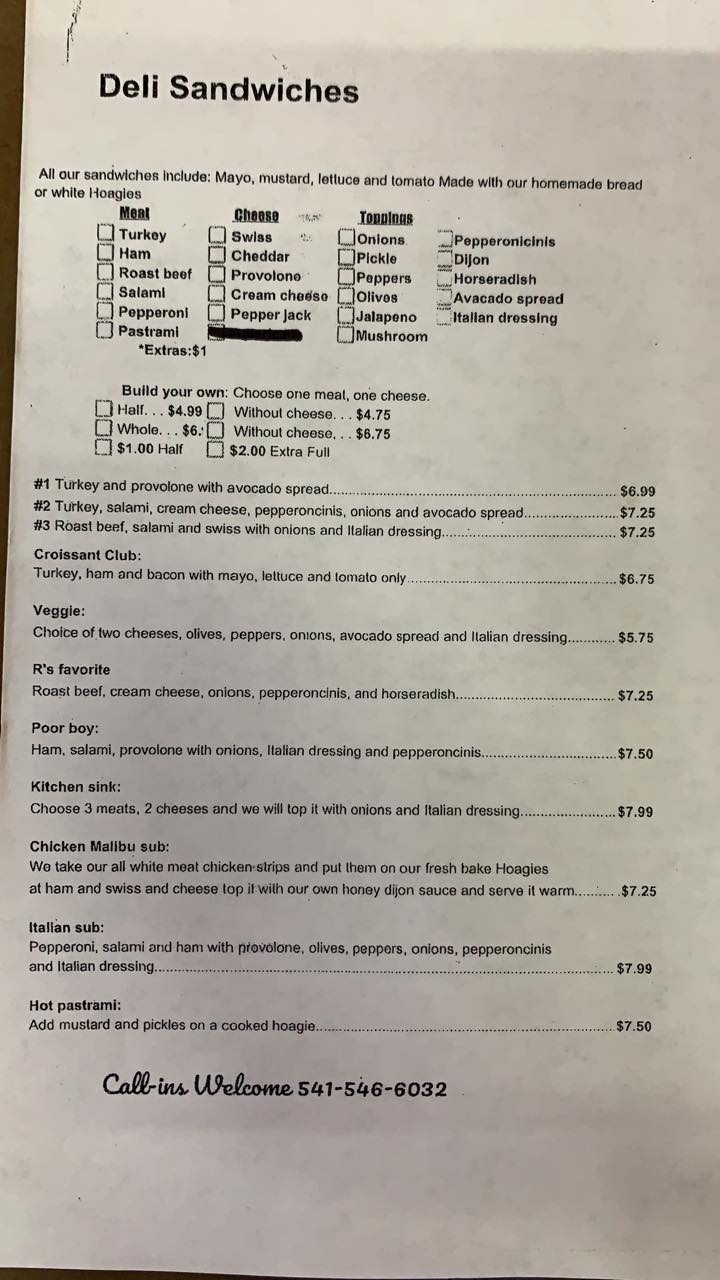 Deli Sandwiches
All our sandwiches include: Mayo, mustard, lettuce and tomato Made with our homemade bread
or white Hoagies
Meat Cheese Toppings
Turkey Swiss Onions Pepperonicinis
Ham Cheddar Pickle Dijon
Roast beef Provolone Peppers Horseradish
Salami Cream cheese Olives Avacado spread
Pepperoni Pepper jack Jalapeno Italian dressing
Pastrami Mushroom
*Extras:$1
Build your own: Choose one meal, one cheese.
Half. . . $4.99 Without cheese. . . $4.75
Whole. . . $6. Without cheese. . . $6.75
$1.00 Half $2.00 Extra Full
#1 Turkey and provolone with avocado spread............ $6.99
#2 Turkey, salami, cream cheese, pepperoncinis, onions and avocado spread............ $7.25
#3 Roast beef, salami and swiss with onions and Italian dressing............ $7.25
Croissant Club:
Turkey, ham and bacon with mayo, lettuce and tomato only............ $6.75
Veggie:
Choice of two cheeses, olives, peppers, onions, avocado spread and Italian dressing............ $5.75
R's favorite
Roast beef, cream cheese, onions, pepperoncinis, and horseradish............ $7.25
Poor boy:
Ham, salami, provolone with onions, Italian dressing and pepperoncinis............ $7.50
Kitchen sink:
Choose 3 meats, 2 cheeses and we will top it with onions and Italian dressing............ $7.99
Chicken Malibu sub:
We take our all white meat chicken strips and put them on our fresh bake Hoagies
at ham and swiss and cheese top it with our own honey dijon sauce and serve it warm.......... $7.25
Italian sub:
Pepperoni, salami and ham with provolone, olives, peppers, onions, pepperoncinis
and Italian dressing............ $7.99
Hot pastrami:
Add mustard and pickles on a cooked hoagie............ $7.50
Call-ins Welcome 541-546-6032